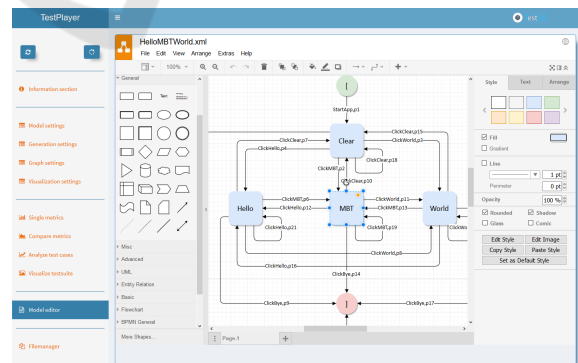 TestPlayer
est
HelloMBTWorld.xml
File Edit View Arrange Extras Help
100%
Information section
Model settings
Generation settings
Graph settings
Visualization settings
Single metrics
Compare metrics
Analyze test cases
Visualize testsuite
Model editor
Filemanager
General
Text
Misc
Advanced
UML
Entity Relation
Basic
Flowchart
BPMN General
More Shapes...
[
StartApp,p1
Clear
ClickClear,p7
ClickHello,p4
ClickClear,p15
ClickWorld,p3
ClickClear,p18
ClickMBT,p2
ClickClear,p10
Hello
MBT
World
ClickMBT,p6
ClickHello,p12
ClickWorld,p11
ClickMBT,p13
ClickHello,p21
ClickMBT,p19
ClickWorld,p8
ClickHello,p16
ClickBye,p14
ClickBye,p9
]
ClickBye,p17
Page-1
Style Text Arrange
Fill
Gradient
Line
1 pt
Perimeter 0 pt
Opacity 100 %
Rounded Shadow
Glass Comic
Edit Style Edit Image
Copy Style Paste Style
Set as Default Style